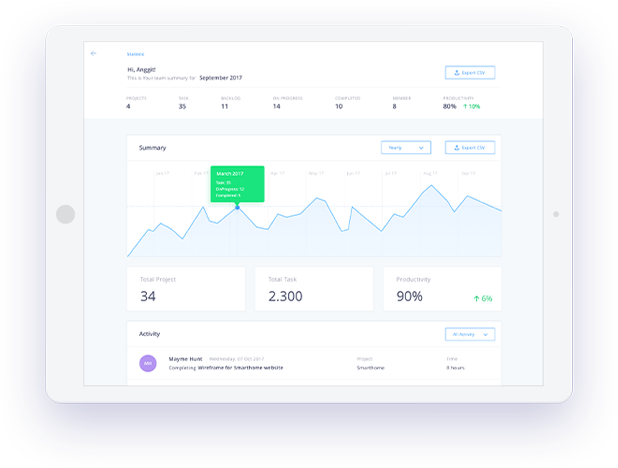 Statistic
Hi, Anggit!
This is your team summary for September 2017
Export CSV
PROJECTS TASK BACKLOG ON PROGRESS COMPLETED MEMBER PRODUCTIVITY
4 35 11 14 10 8 80% 10%
Summary
Yearly
Export CSV
Jan 17 Feb 17 Apr 17 May 17 Jun 17 Jul 17 Aug 17 Sep 17
March 2017
Task
OnProgress 12
Completed
Total Project Total Task Productivity
34 2.300 90% 6%
Activity
All Activity
MH
Mayme Hunt Wednesday, 07 Oct 2017
Completing Wireframe for Smarthome website
Project
Smarthome
Time
8 hours